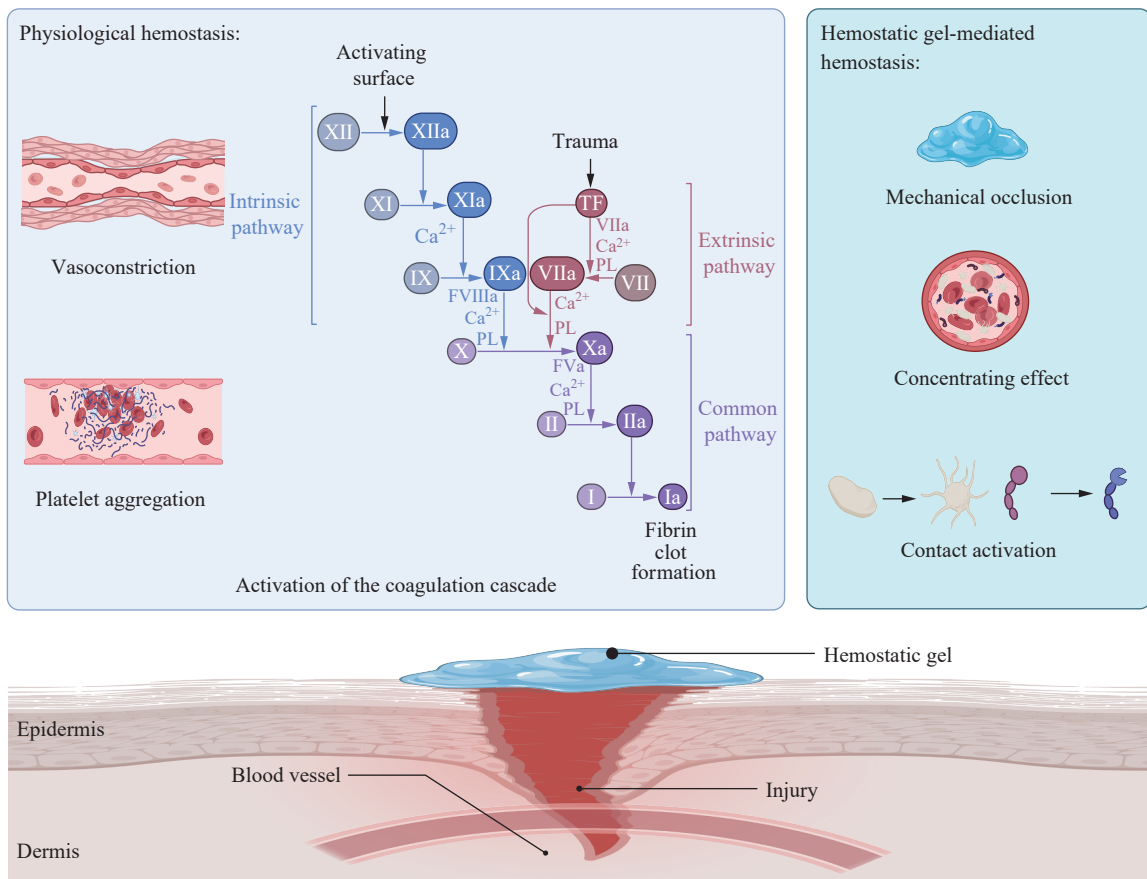 Physiological hemostasis:
Vasoconstriction
Platelet aggregation
Activating
surface
XII
XIIa
Intrinsic
pathway
XI
XIa
Ca²⁺
IX
IXa
FVIIIa
Ca²⁺
PL
Trauma
TF
VIIa
Ca²⁺
PL
VIIa
VII
Ca²⁺
PL
Extrinsic
pathway
X
Xa
FVa
Ca²⁺
PL
II
IIa
Common
pathway
I
Ia
Fibrin
clot
formation
Activation of the coagulation cascade
Hemostatic gel-mediated
hemostasis:
Mechanical occlusion
Concentrating effect
Contact activation
Hemostatic gel
Epidermis
Blood vessel
Injury
Dermis